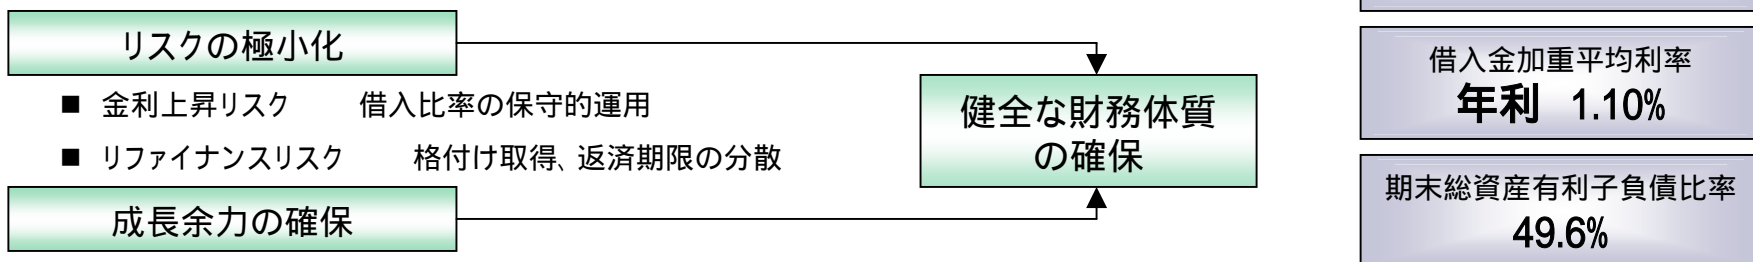 リスクの極小化
■ 金利上昇リスク 借入比率の保守的運用
■ リファイナンスリスク 格付け取得、返済期限の分散
成長余力の確保
健全な財務体質
の確保
借入金加重平均利率
年利 1.10%
期末総資産有利子負債比率
49.6%